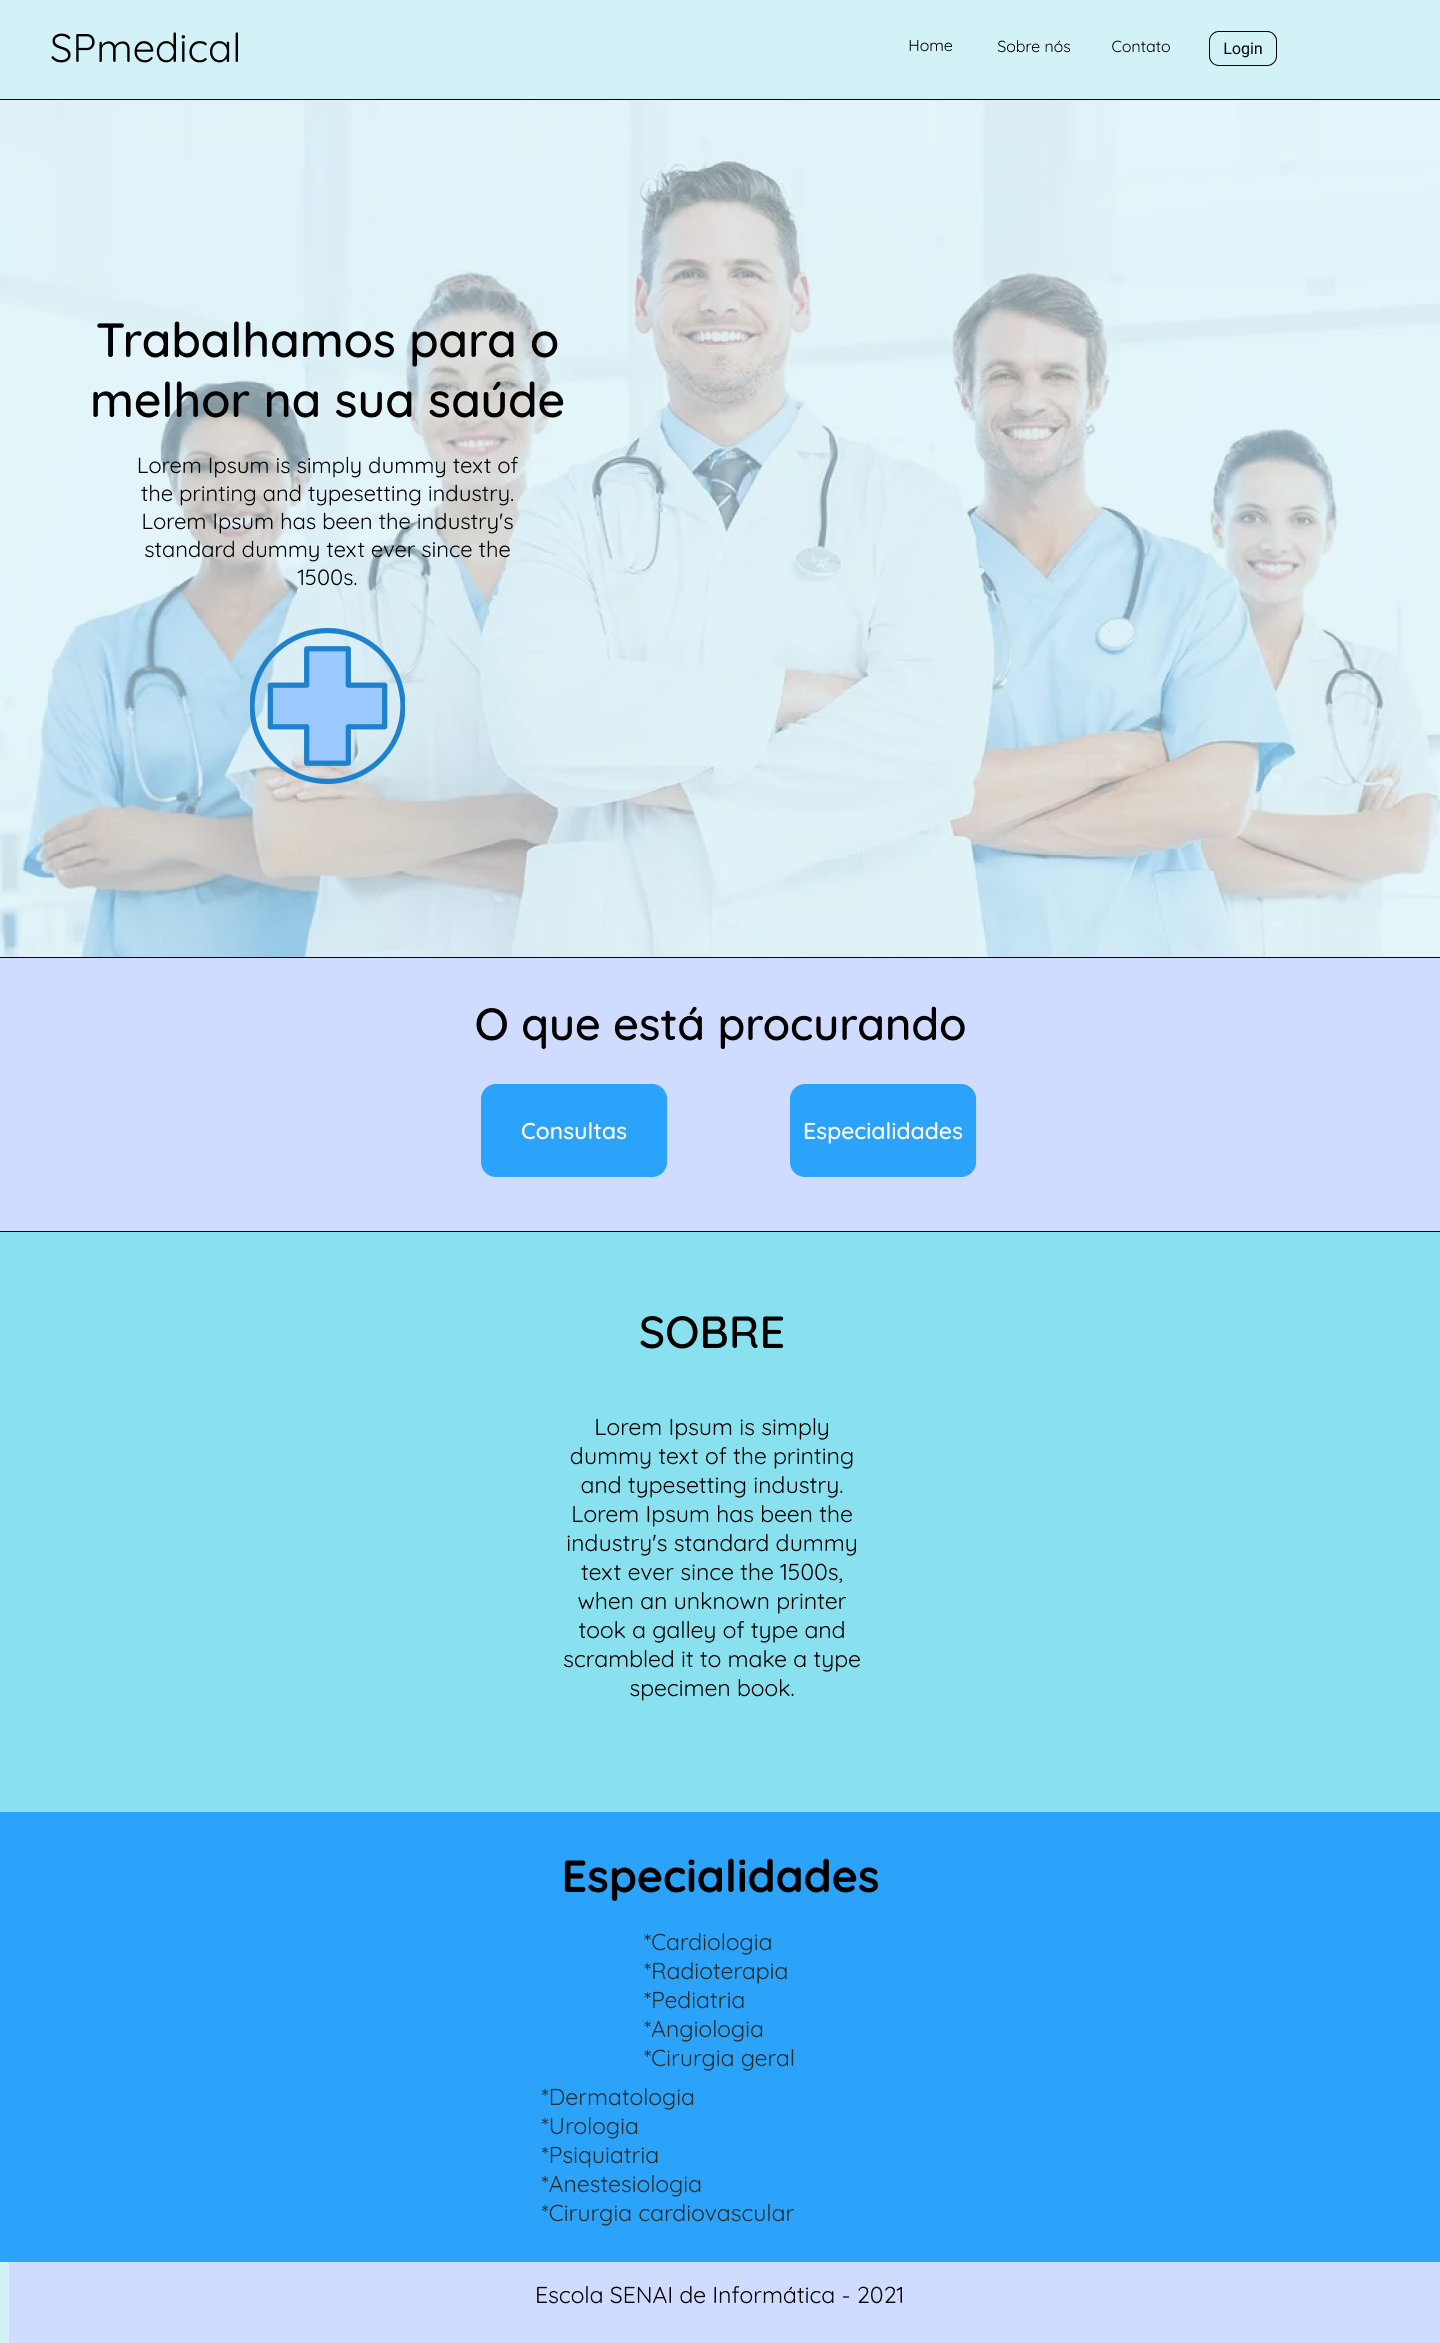 SPmedical
Home
Sobre nós
Contato
Login
Trabalhamos para o
melhor na sua saúde
Lorem Ipsum is simply dummy text of
the printing and typesetting industry.
Lorem Ipsum has been the industry's
standard dummy text ever since the
1500s.
O que está procurando
Consultas
Especialidades
SOBRE
Lorem Ipsum is simply
dummy text of the printing
and typesetting industry.
Lorem Ipsum has been the
industry's standard dummy
text ever since the 1500s,
when an unknown printer
took a galley of type and
scrambled it to make a type
specimen book.
Especialidades
*Cardiologia
*Radioterapia
*Pediatria
*Angiologia
*Cirurgia geral
*Dermatologia
*Urologia
*Psiquiatria
*Anestesiologia
*Cirurgia cardiovascular
Escola SENAI de Informática - 2021